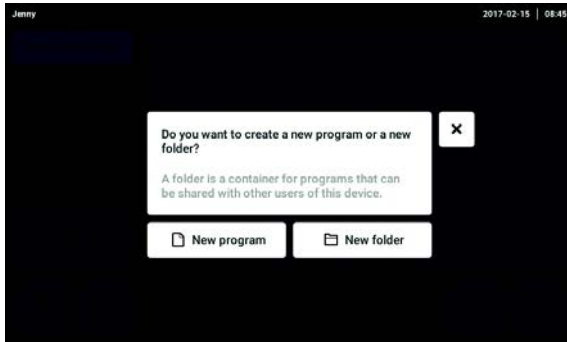 Jenny
2017-02-15 | 08:45
Do you want to create a new program or a new
folder?
A folder is a container for programs that can
be shared with other users of this device.
New program
New folder